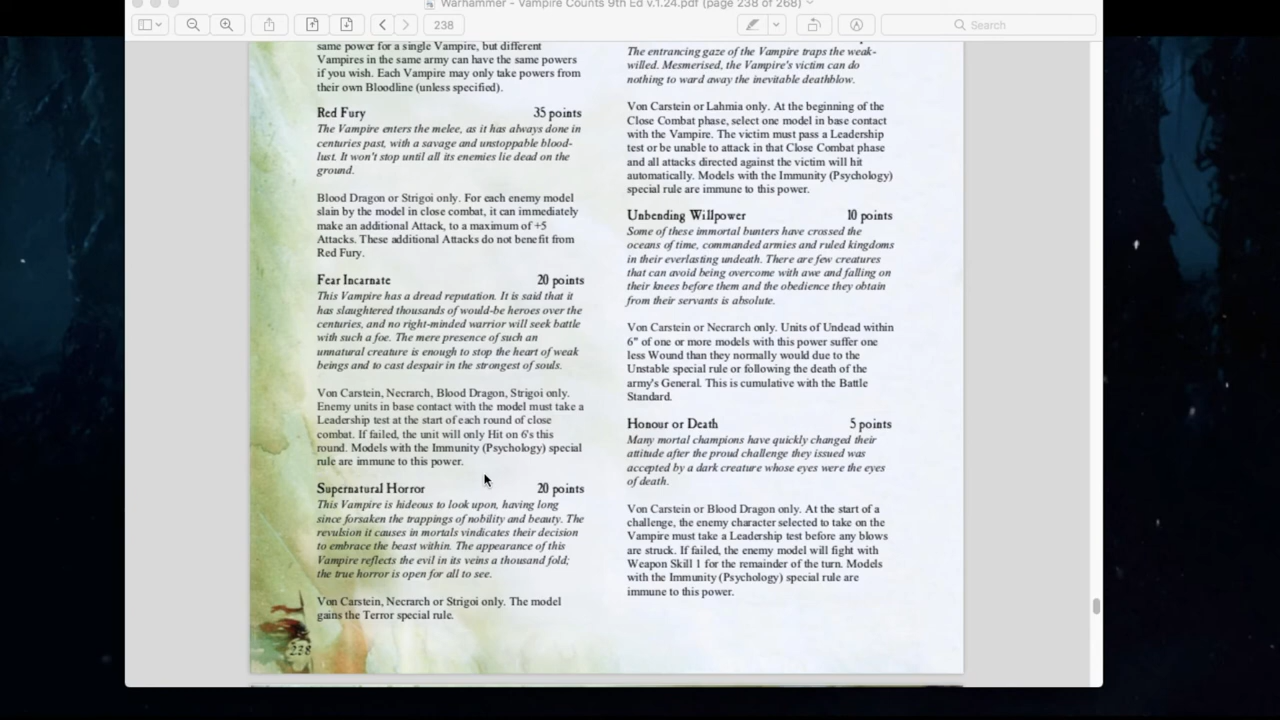 Warhammer - Vampire Counts 9th Ed v.1.24.pdf (page 238 of 268)
238
Search
same power for a single Vampire, but different
Vampires in the same army can have the same powers
if you wish. Each Vampire may only take powers from
their own Bloodline (unless specified).
Red Fury 35 points
The Vampire enters the melee, as it has always done in
centuries past, with a savage and unstoppable blood-
lust. It won't stop until all its enemies lie dead on the
ground.
Blood Dragon or Strigoi only. For each enemy model
slain by the model in close combat, it can immediately
make an additional Attack, to a maximum of +5
Attacks. These additional Attacks do not benefit from
Red Fury.
Fear Incarnate 20 points
This Vampire has a dread reputation. It is said that it
has slaughtered thousands of would-be heroes over the
centuries, and no right-minded warrior will seek battle
with such a foe. The mere presence of such an
unnatural creature is enough to stop the heart of weak
beings and to cast despair in the strongest of souls.
Von Carstein, Necrarch, Blood Dragon, Strigoi only.
Enemy units in base contact with the model must take a
Leadership test at the start of each round of close
combat. If failed, the unit will only Hit on 6's this
round. Models with the Immunity (Psychology) special
rule are immune to this power.
Supernatural Horror 20 points
This Vampire is hideous to look upon, having long
since forsaken the trappings of nobility and beauty. The
revulsion it causes in mortals vindicates their decision
to embrace the beast within. The appearance of this
Vampire reflects the evil in its veins a thousand fold;
the true horror is open for all to see.
Von Carstein, Necrarch or Strigoi only. The model
gains the Terror special rule.
238
The entrancing gaze of the Vampire traps the weak-
willed. Mesmerised, the Vampire's victim can do
nothing to ward away the inevitable deathblow.
Von Carstein or Lahmia only. At the beginning of the
Close Combat phase, select one model in base contact
with the Vampire. The victim must pass a Leadership
test or be unable to attack in that Close Combat phase
and all attacks directed against the victim will hit
automatically. Models with the Immunity (Psychology)
special rule are immune to this power.
Unbending Willpower 10 points
Some of these immortal hunters have crossed the
oceans of time, commanded armies and ruled kingdoms
in their everlasting undeath. There are few creatures
that can avoid being overcome with awe and falling on
their knees before them and the obedience they obtain
from their servants is absolute.
Von Carstein or Necrarch only. Units of Undead within
6" of one or more models with this power suffer one
less Wound than they normally would due to the
Unstable special rule or following the death of the
army's General. This is cumulative with the Battle
Standard.
Honour or Death 5 points
Many mortal champions have quickly changed their
attitude after the proud challenge they issued was
accepted by a dark creature whose eyes were the eyes
of death.
Von Carstein or Blood Dragon only. At the start of a
challenge, the enemy character selected to take on the
Vampire must take a Leadership test before any blows
are struck. If failed, the enemy model will fight with
Weapon Skill 1 for the remainder of the turn. Models
with the Immunity (Psychology) special rule are
immune to this power.